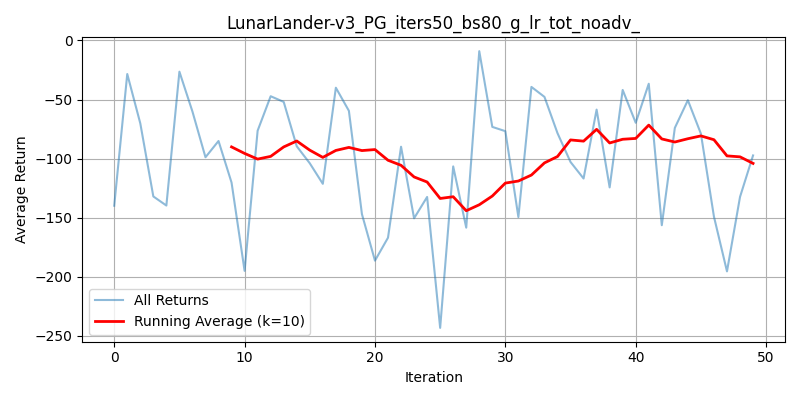 LunarLander-v3_PG_iters50_bs80_g_lr_tot_noadv_
0
−50
−100
−150
−200
−250
Average Return
All Returns
Running Average (k=10)
0 10 20 30 40 50
Iteration